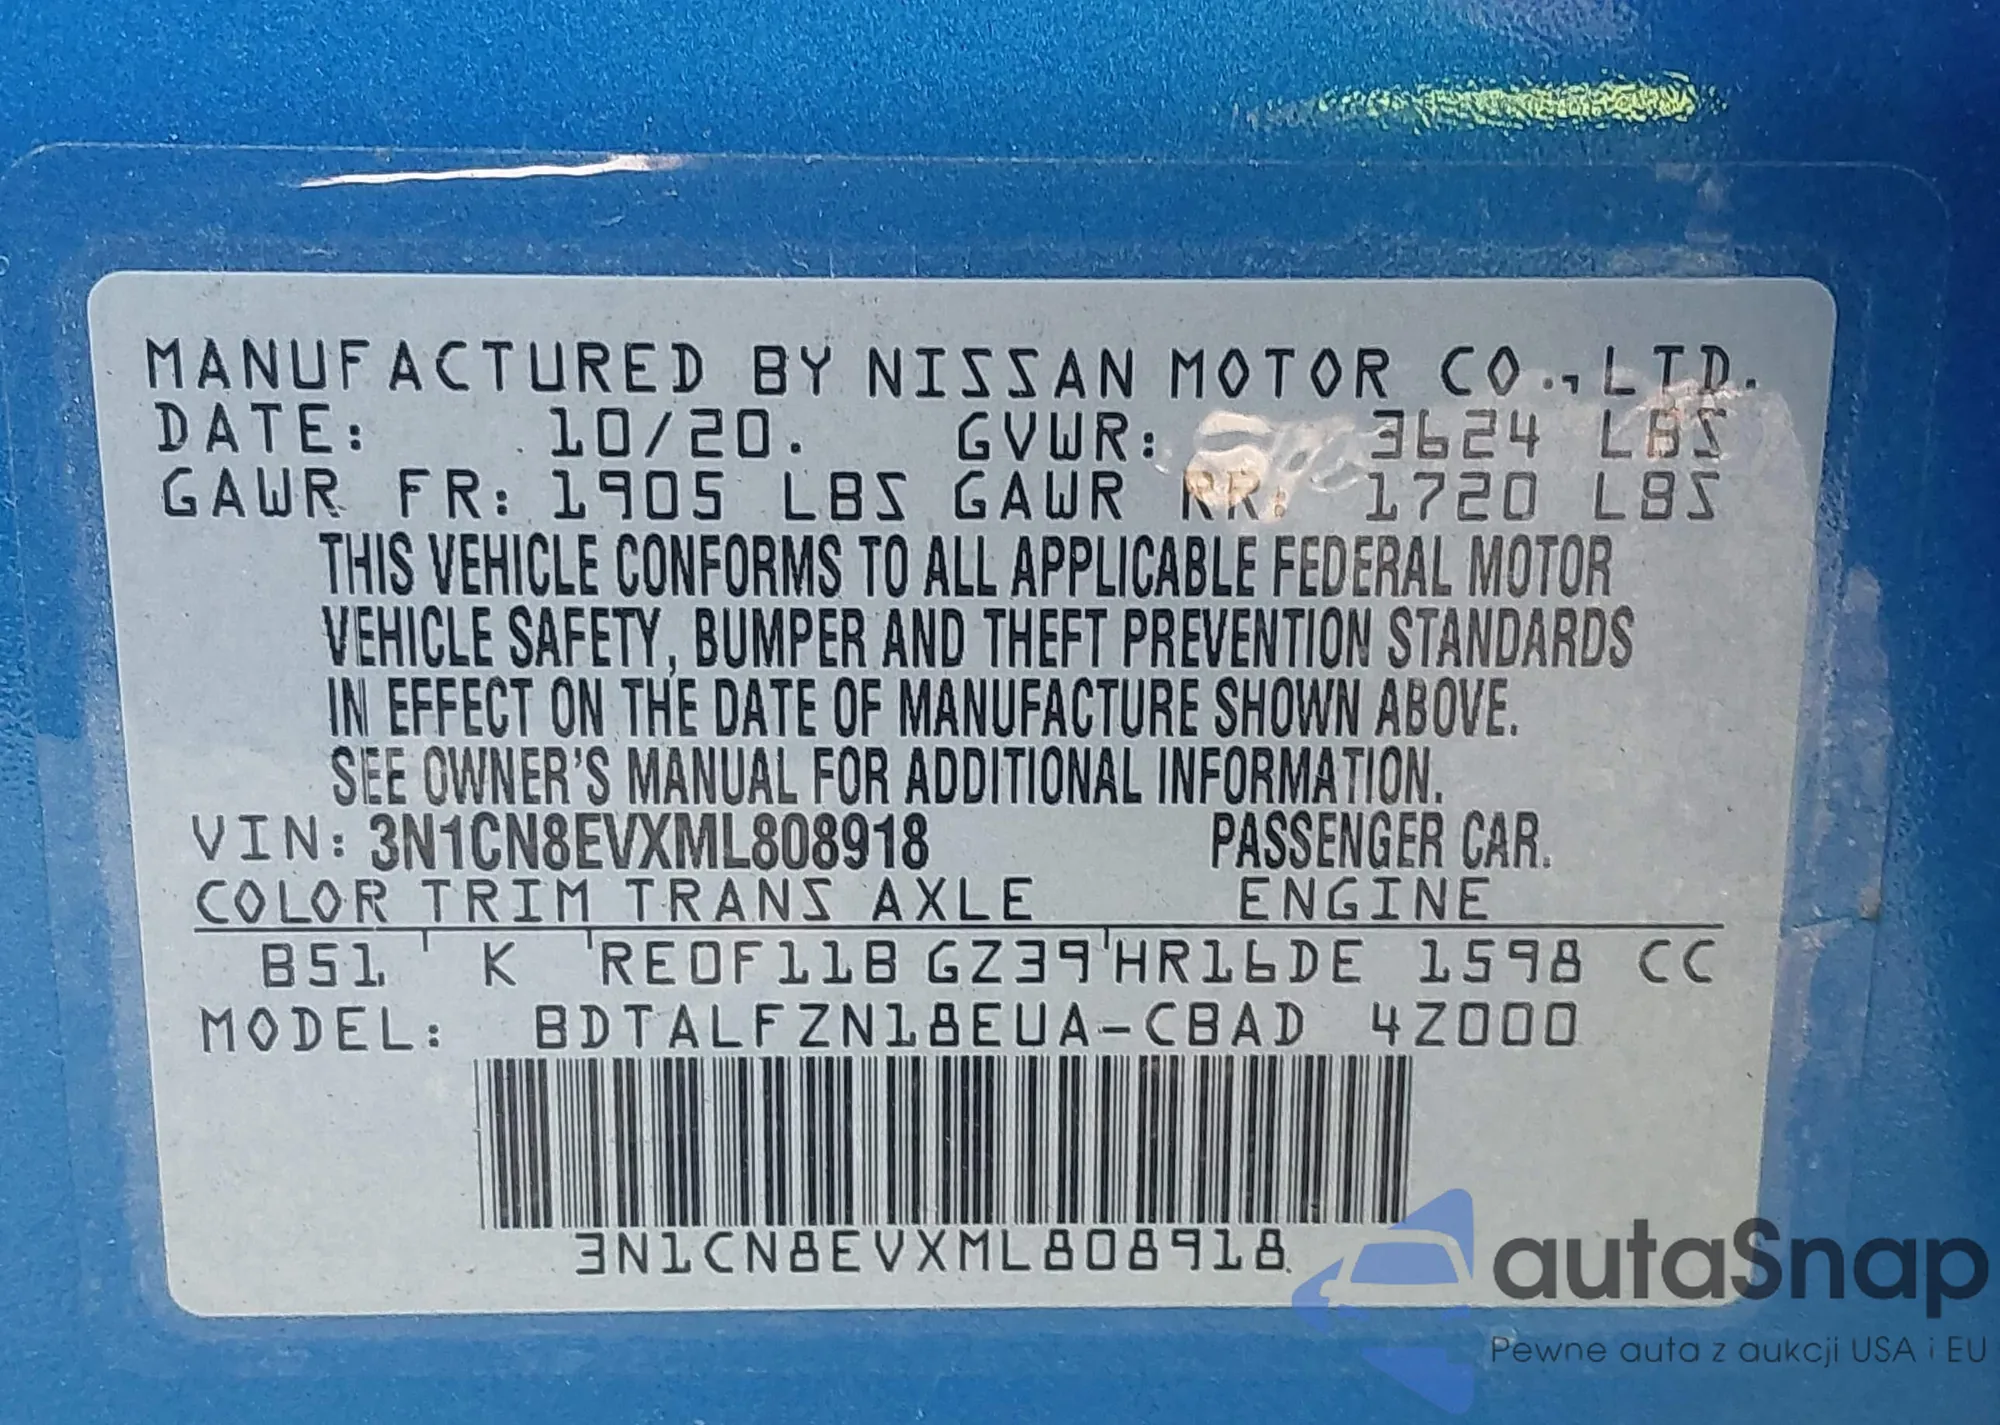 MANUFACTURED BY NISSAN MOTOR CO., LTD.
DATE: 10/20. GVWR: 3624 LBS
GAWR FR: 1905 LBS GAWR RR: 1720 LBS
THIS VEHICLE CONFORMS TO ALL APPLICABLE FEDERAL MOTOR
VEHICLE SAFETY, BUMPER AND THEFT PREVENTION STANDARDS
IN EFFECT ON THE DATE OF MANUFACTURE SHOWN ABOVE.
SEE OWNER'S MANUAL FOR ADDITIONAL INFORMATION.
VIN: 3N1CN8EVXML808918 PASSENGER CAR.
COLOR TRIM TRANS AXLE ENGINE
B51 K RE0F11B GZ39 HR16DE 1598 CC
MODEL: BDTALFZN18EUA-CBAD 4Z000
3N1CN8EVXML808918
autaSnap
Pewne auta z aukcji USA i EU